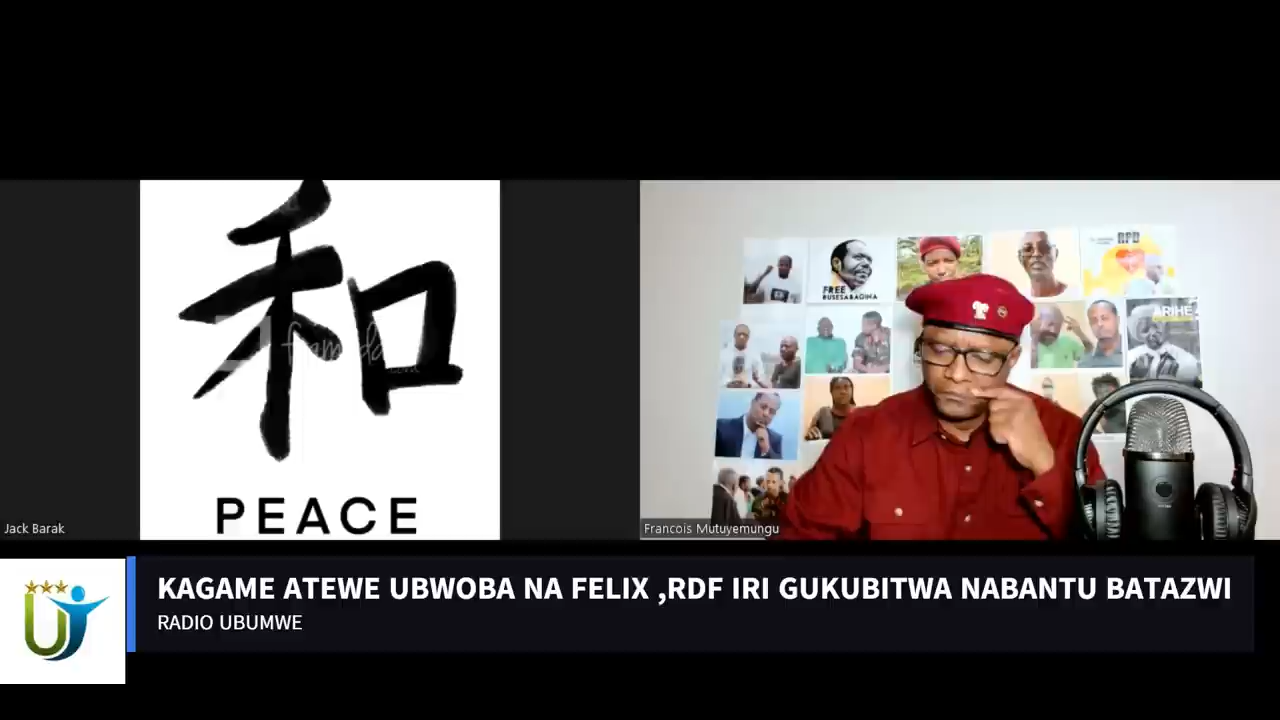 和
PEACE
Jack Barak
FREE
RUSESABAGINA
RPB
ARIHE
Francois Mutuyemungu
KAGAME ATEWE UBWOBA NA FELIX ,RDF IRI GUKUBITWA NABANTU BATAZWI
RADIO UBUMWE